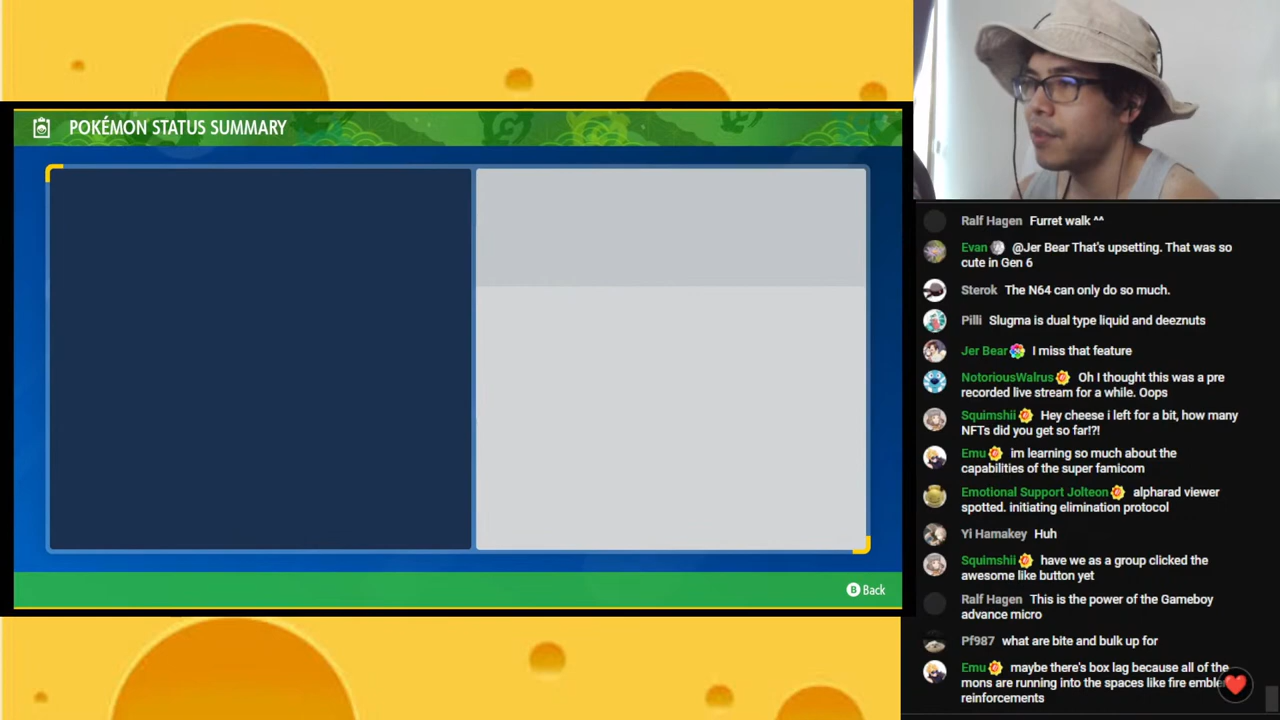 POKÉMON STATUS SUMMARY
B Back
Ralf Hagen Furret walk ^^
Evan @Jer Bear That's upsetting. That was so
cute in Gen 6
Sterok The N64 can only do so much.
Pilli Slugma is dual type liquid and deeznuts
Jer Bear I miss that feature
NotoriousWalrus Oh I thought this was a pre
recorded live stream for a while. Oops
Squimshii Hey cheese i left for a bit, how many
NFTs did you get so far!?!
Emu im learning so much about the
capabilities of the super famicom
Emotional Support Jolteon alpharad viewer
spotted. initiating elimination protocol
Yi Hamakey Huh
Squimshii have we as a group clicked the
awesome like button yet
Ralf Hagen This is the power of the Gameboy
advance micro
Pf987 what are bite and bulk up for
Emu maybe there's box lag because all of the
mons are running into the spaces like fire
reinforcements